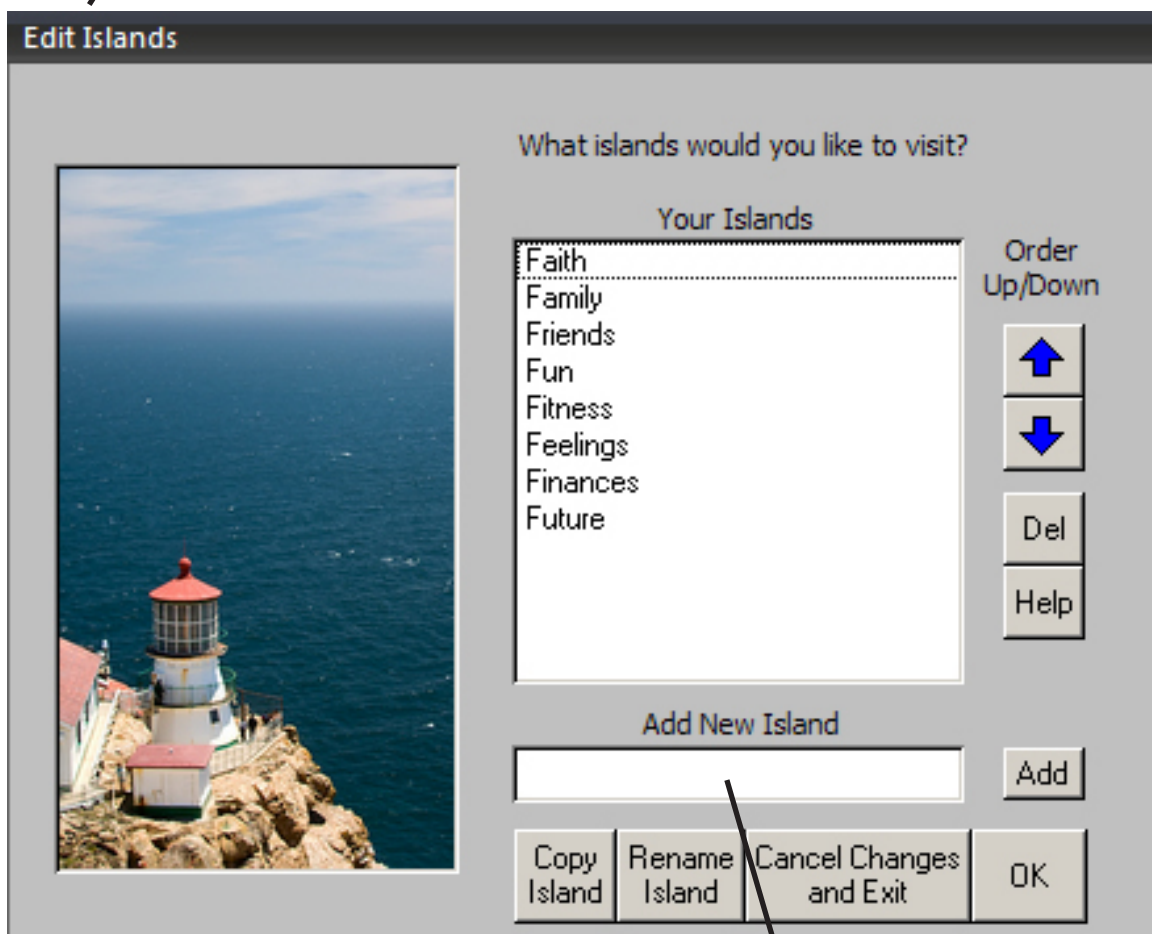 Edit Islands
What islands would you like to visit?
Your Islands
Faith
Family
Friends
Fun
Fitness
Feelings
Finances
Future
Order
Up/Down
Del
Help
Add New Island
Add
Copy
Island
Rename
Island
Cancel Changes
and Exit
OK